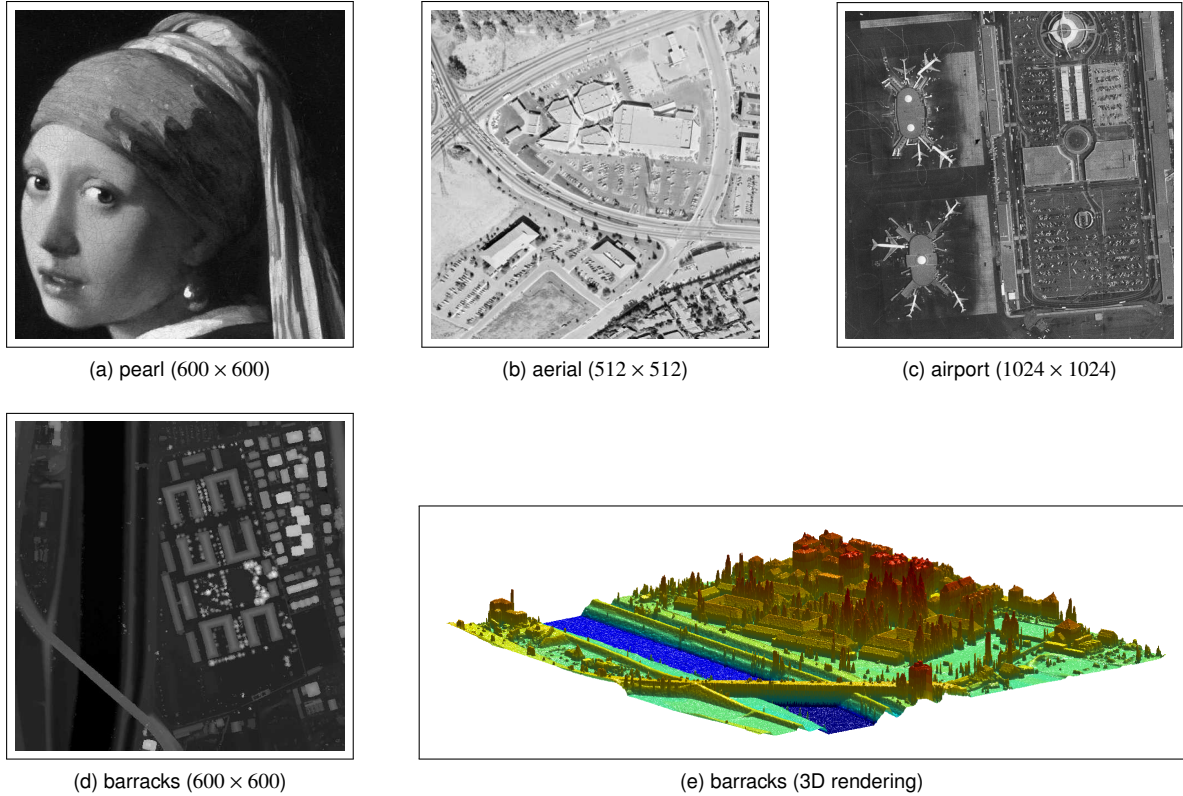 (a) pearl (600 × 600)
(b) aerial (512 × 512)
(c) airport (1024 × 1024)
(d) barracks (600 × 600)
(e) barracks (3D rendering)